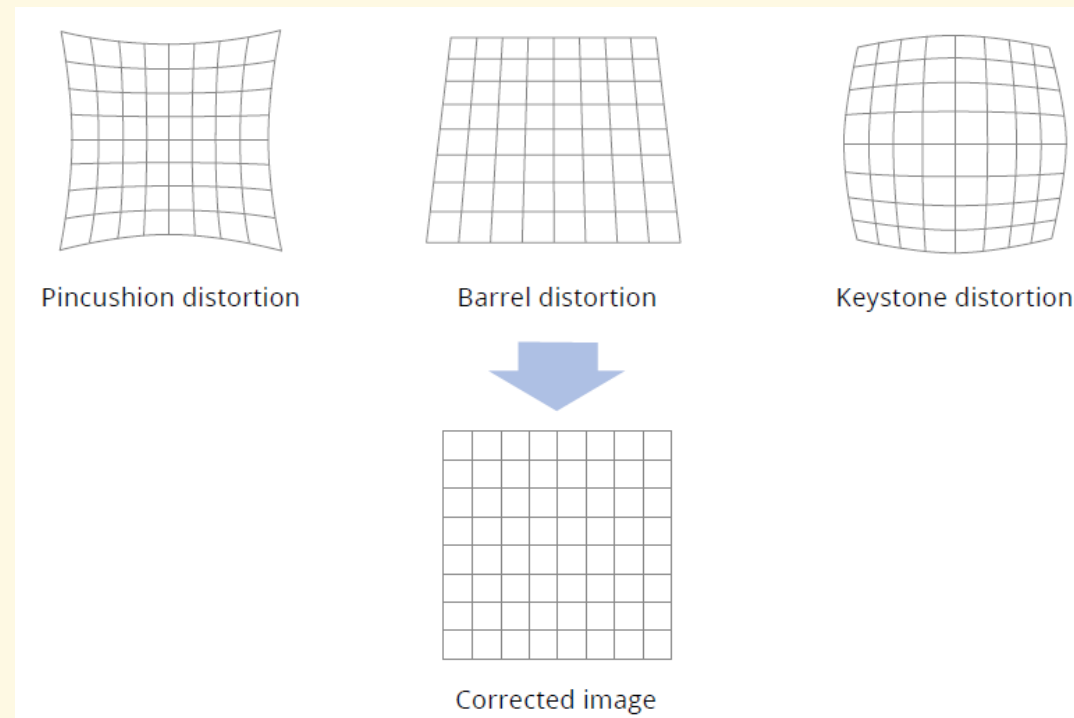 Pincushion distortion
Barrel distortion
Keystone distortion
Corrected image